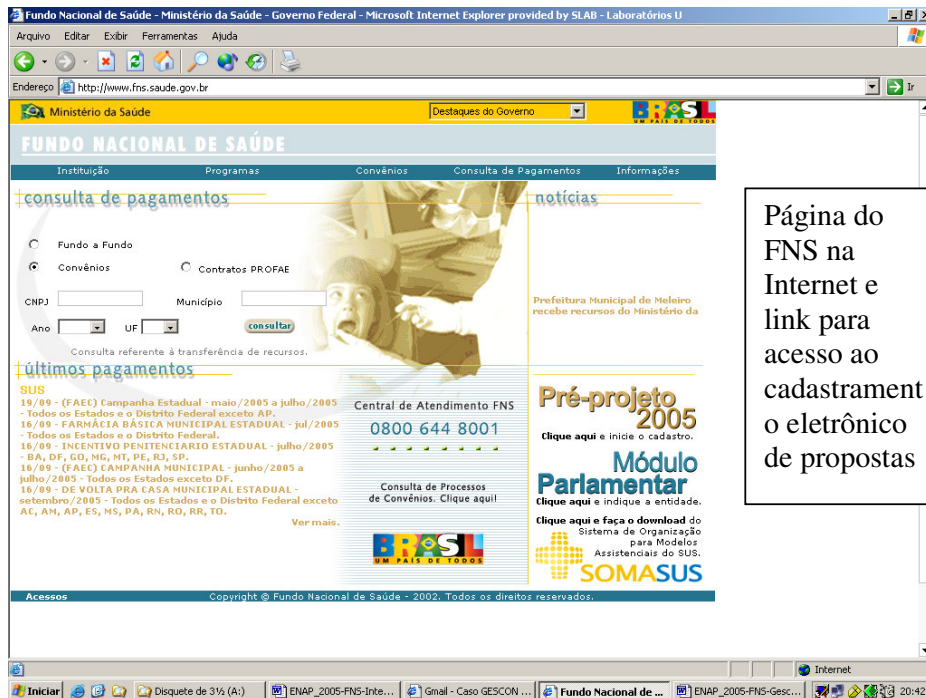 Fundo Nacional de Saúde - Ministério da Saúde - Governo Federal - Microsoft Internet Explorer provided by SLAB - Laboratórios U
Arquivo Editar Exibir Ferramentas Ajuda
Endereço http://www.fns.saude.gov.br Ir
Ministério da Saúde
Destaques do Governo
BRASIL
UM PAÍS DE TODOS
FUNDO NACIONAL DE SAÚDE
Instituição Programas Convênios Consulta de Pagamentos Informações
consulta de pagamentos
Fundo a Fundo
Convênios Contratos PROFAE
CNPJ Município
Ano UF consultar
Consulta referente à transferência de recursos.
últimos pagamentos
SUS
19/09 - (FAEC) Campanha Estadual - maio/2005 a julho/2005
- Todos os Estados e o Distrito Federal exceto AP.
16/09 - FARMÁCIA BÁSICA MUNICIPAL ESTADUAL - jul/2005
- Todos os Estados e o Distrito Federal.
16/09 - INCENTIVO PENITENCIARIO ESTADUAL - julho/2005
- BA, DF, GO, MG, MT, PE, RJ, SP.
16/09 - (FAEC) CAMPANHA MUNICIPAL - junho/2005 a
julho/2005 - Todos os Estados exceto DF.
16/09 - DE VOLTA PRA CASA MUNICIPAL ESTADUAL -
setembro/2005 - Todos os Estados e o Distrito Federal exceto
AC, AM, AP, ES, MS, PA, RN, RO, RR, TO.
Ver mais.
Central de Atendimento FNS
0800 644 8001
Consulta de Processos
de Convênios. Clique aqui!
BRASIL
UM PAÍS DE TODOS
notícias
Prefeitura Municipal de Meleiro
recebe recursos do Ministério da
Pré-projeto
2005
Clique aqui e inicie o cadastro.
Módulo
Parlamentar
Clique aqui e indique a entidade.
Clique aqui e faça o download do
Sistema de Organização
para Modelos
Assistenciais do SUS.
SOMASUS
Acessos Copyright @ Fundo Nacional de Saúde - 2002. Todos os direitos reservados.
Página do
FNS na
Internet e
link para
acesso ao
cadastrament
o eletrônico
de propostas
Internet
Iniciar Disquete de 3½ (A:) ENAP_2005-FNS-Inte... Gmail - Caso GESCON ... Fundo Nacional de ... ENAP_2005-FNS-Gesc... 20:42